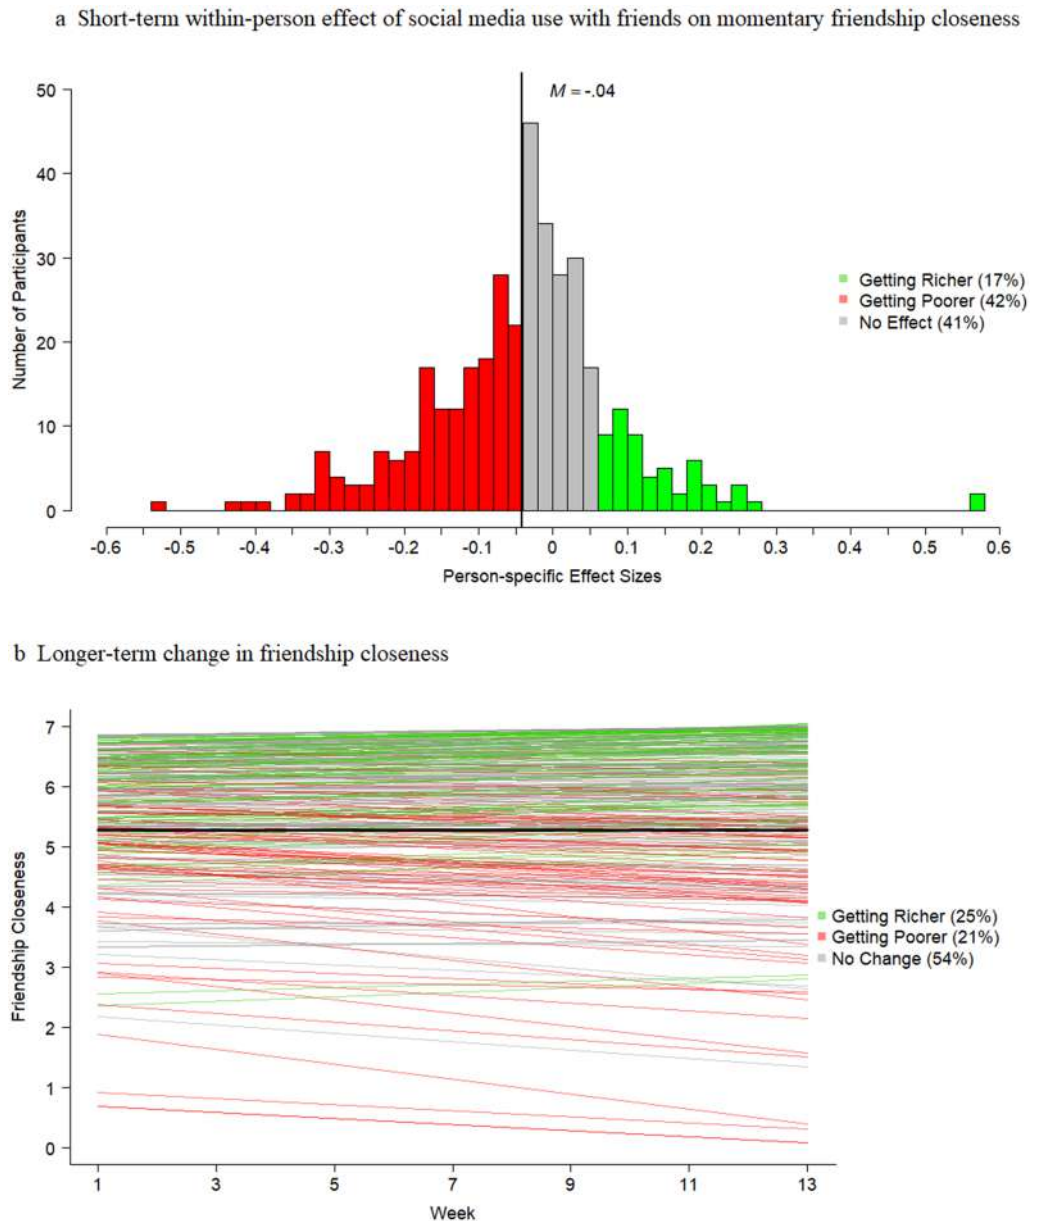 a Short-term within-person effect of social media use with friends on momentary friendship closeness
M = -.04
50
40
30
20
10
0
Number of Participants
Getting Richer (17%)
Getting Poorer (42%)
No Effect (41%)
-0.6 -0.5 -0.4 -0.3 -0.2 -0.1 0 0.1 0.2 0.3 0.4 0.5 0.6
Person-specific Effect Sizes
b Longer-term change in friendship closeness
7
6
5
4
3
2
1
0
Friendship Closeness
Getting Richer (25%)
Getting Poorer (21%)
No Change (54%)
1 3 5 7 9 11 13
Week